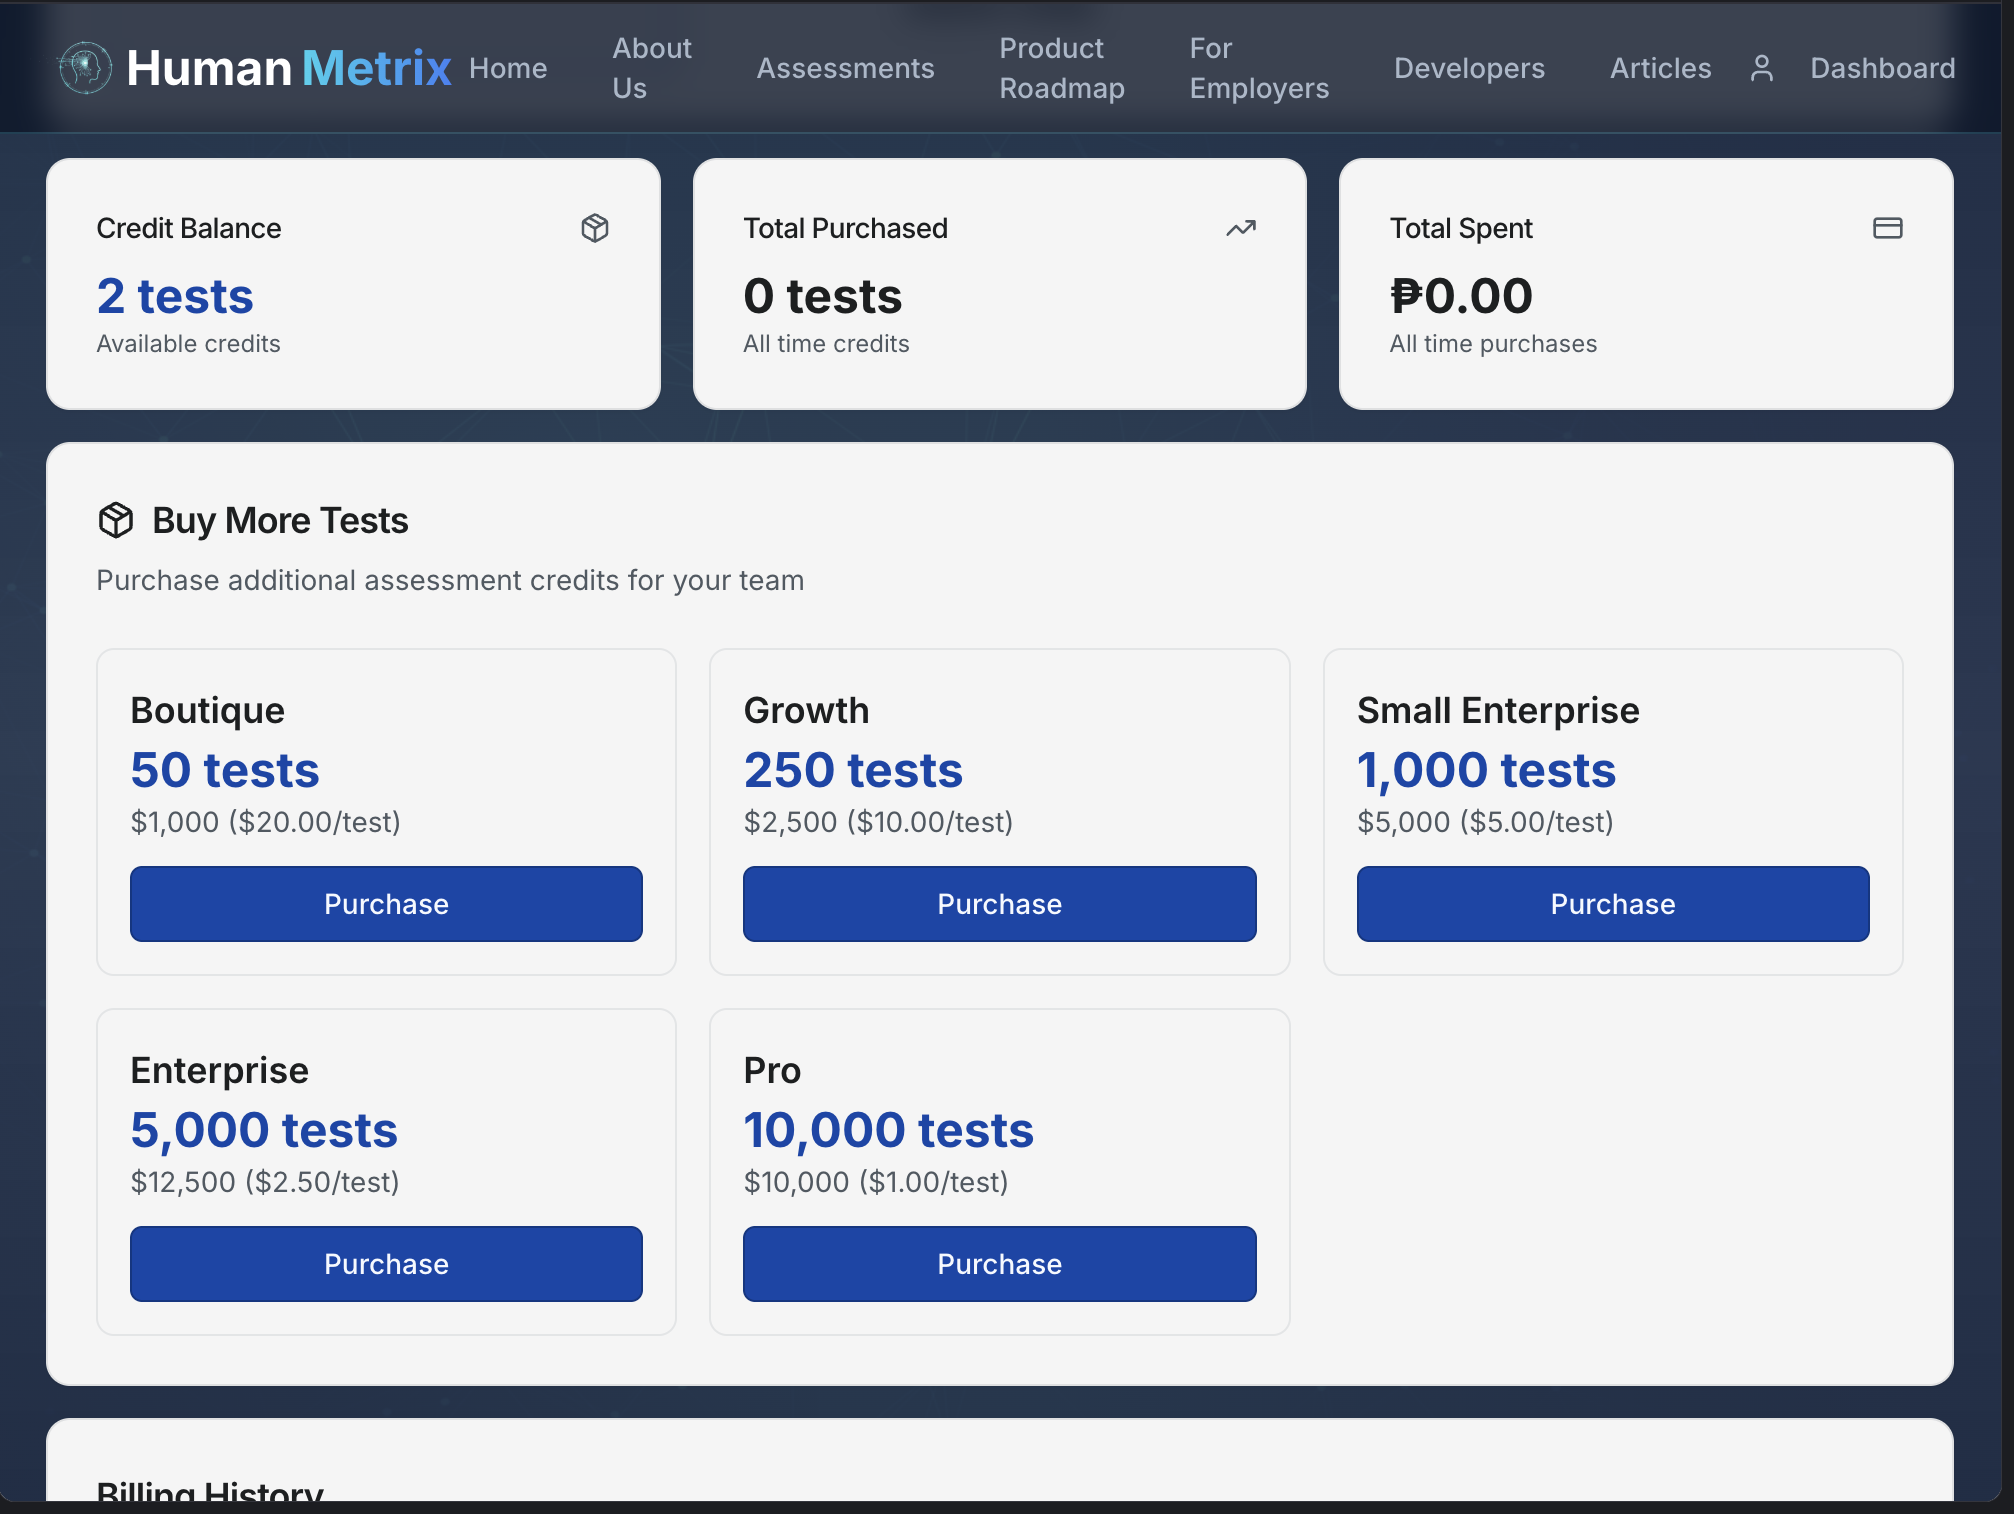 Human Metrix
Home
About
Us
Assessments
Product
Roadmap
For
Employers
Developers
Articles
Dashboard
Credit Balance
2 tests
Available credits
Total Purchased
0 tests
All time credits
Total Spent
₱0.00
All time purchases
Buy More Tests
Purchase additional assessment credits for your team
Boutique
50 tests
$1,000 ($20.00/test)
Purchase
Growth
250 tests
$2,500 ($10.00/test)
Purchase
Small Enterprise
1,000 tests
$5,000 ($5.00/test)
Purchase
Enterprise
5,000 tests
$12,500 ($2.50/test)
Purchase
Pro
10,000 tests
$10,000 ($1.00/test)
Purchase
Billing History